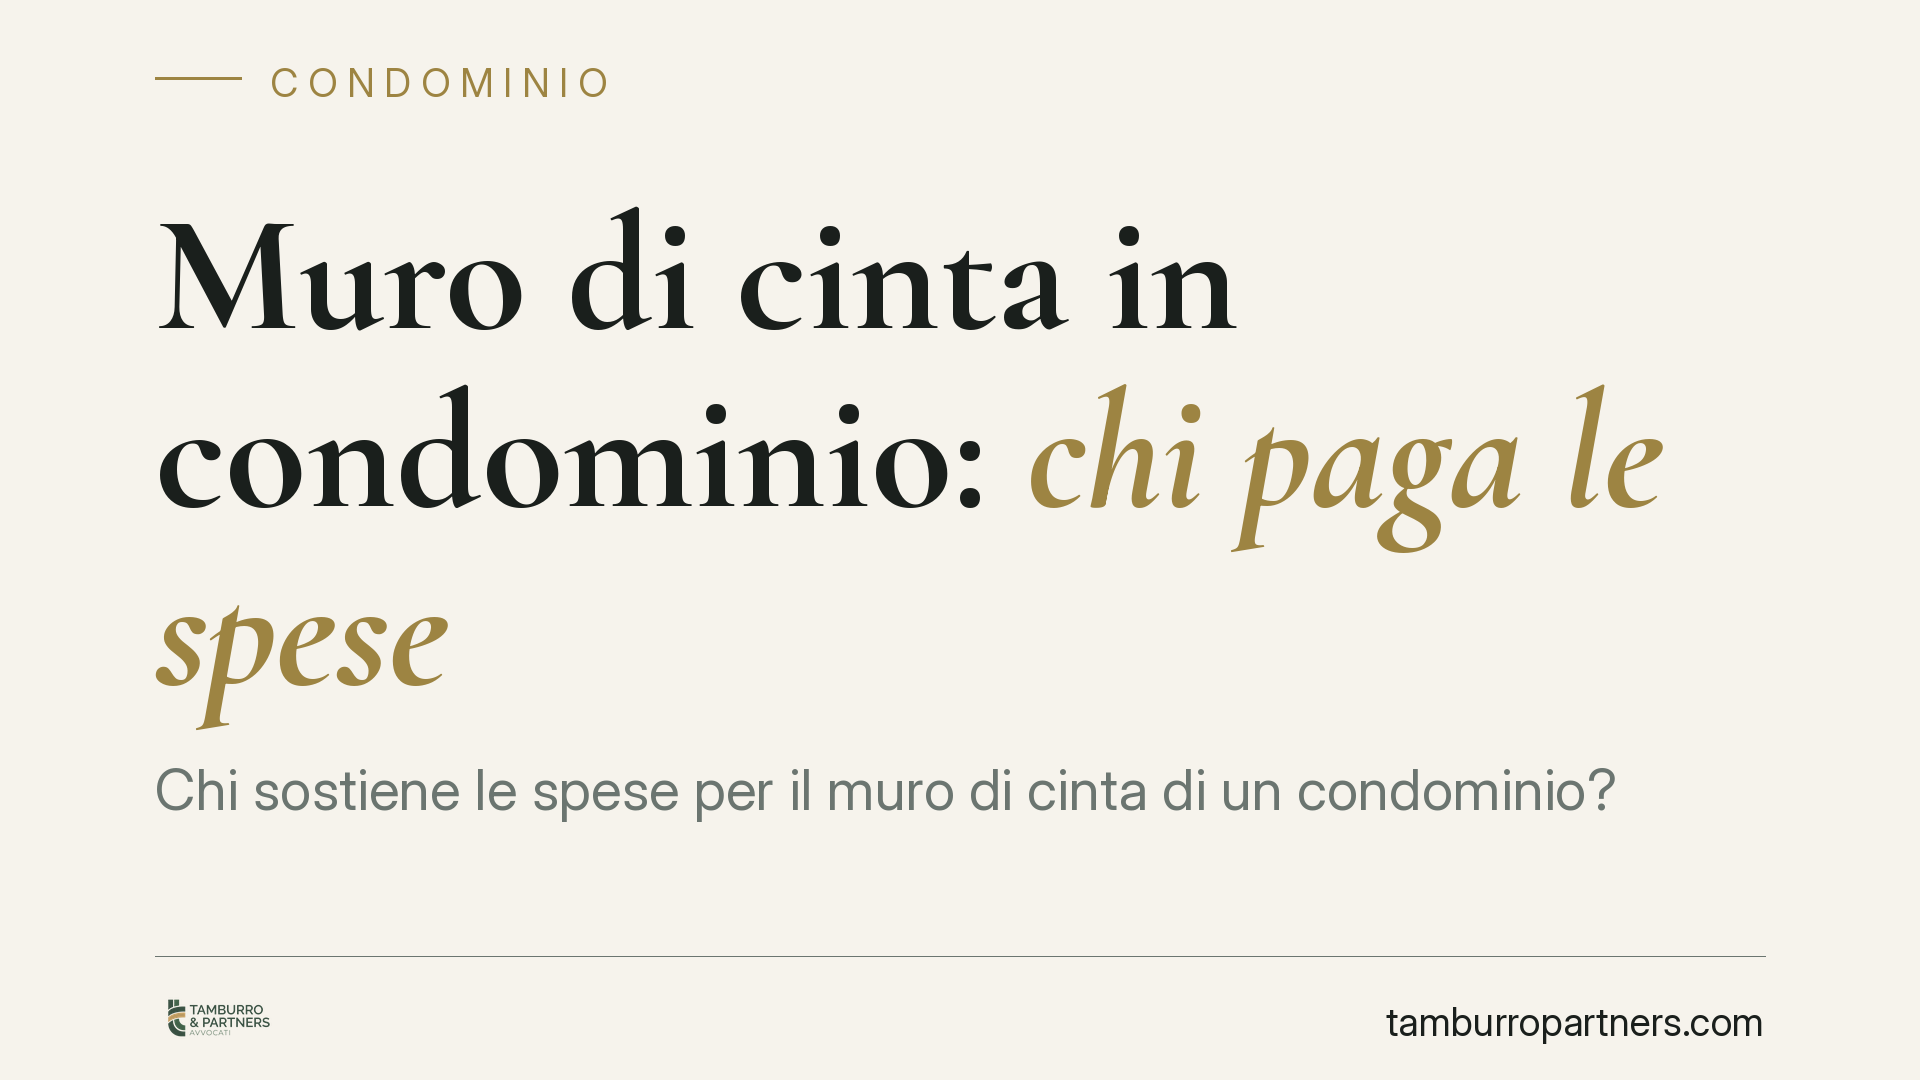 CONDOMINIO
Muro di cinta in
condominio: chi paga le
spese
Chi sostiene le spese per il muro di cinta di un condominio?
TAMBURRO
& PARTNERS
AVVOCATI
tamburropartners.com